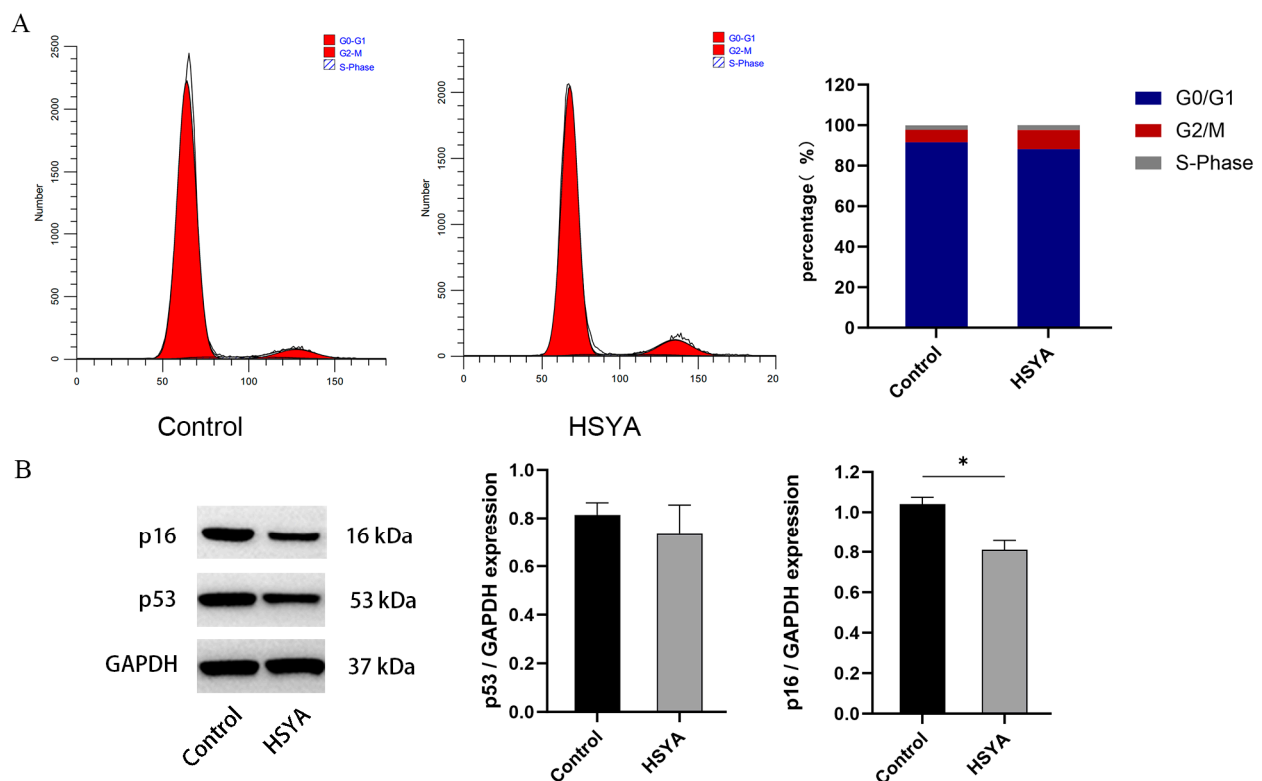 A
G0-G1
G2-M
S-Phase
2500
2000
1500
1000
500
0
Number
0 50 100 150
Control
G0-G1
G2-M
S-Phase
2000
1500
1000
500
0
Number
0 50 100 150 20
HSYA
120
100
80
60
40
20
0
percentage（ %）
Control
HSYA
G0/G1
G2/M
S-Phase
B
p16 16 kDa
p53 53 kDa
GAPDH 37 kDa
Control
HSYA
1.0
0.8
0.6
0.4
0.2
0.0
p53 / GAPDH expression
Control
HSYA
1.2
1.0
0.8
0.6
0.4
0.2
0.0
p16 / GAPDH expression
*
Control
HSYA